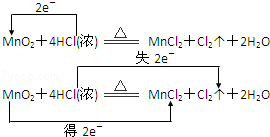 2e⁻
MnO₂＋4HCl(浓) ≜ MnCl₂＋Cl₂↑＋2H₂O
失 2e⁻
MnO₂＋4HCl(浓) ≜ MnCl₂＋Cl₂↑＋2H₂O
得 2e⁻